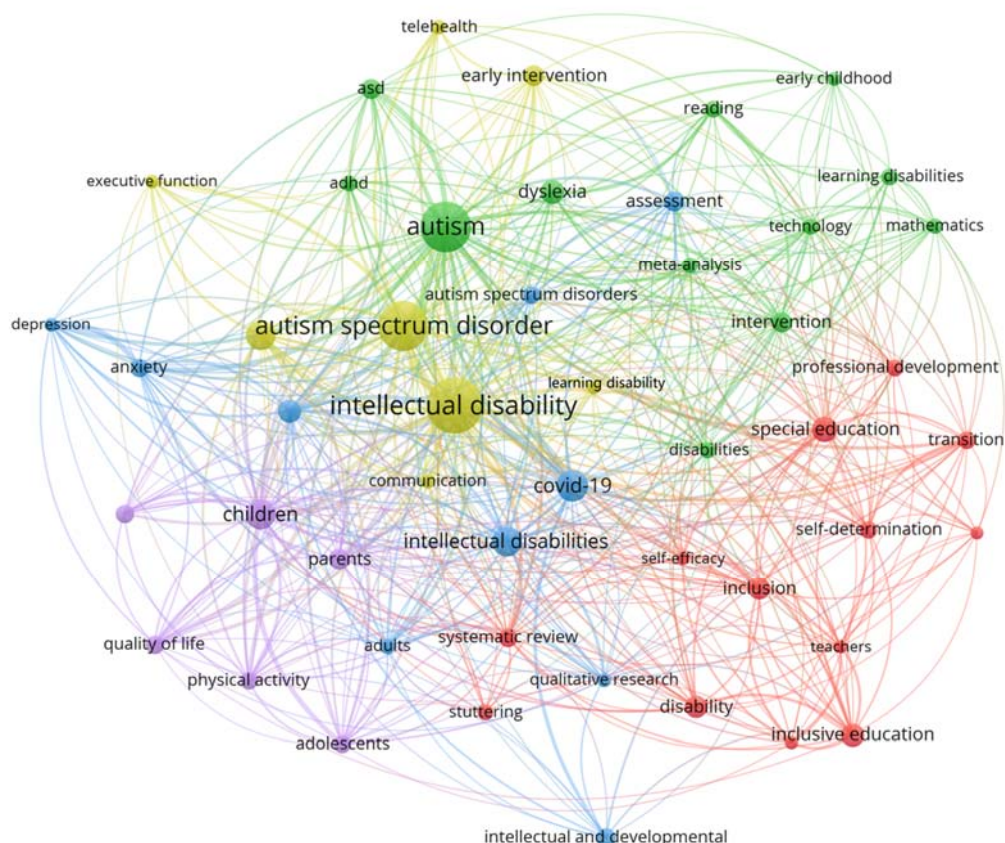 telehealth
early intervention
early childhood
asd
reading
learning disabilities
executive function
adhd
dyslexia
assessment
autism
technology
mathematics
meta-analysis
autism spectrum disorders
depression
autism spectrum disorder
intervention
anxiety
professional development
learning disability
intellectual disability
special education
transition
disabilities
communication
covid-19
children
self-determination
intellectual disabilities
parents
self-efficacy
inclusion
quality of life
adults
systematic review
teachers
physical activity
qualitative research
stuttering
disability
adolescents
inclusive education
intellectual and developmental